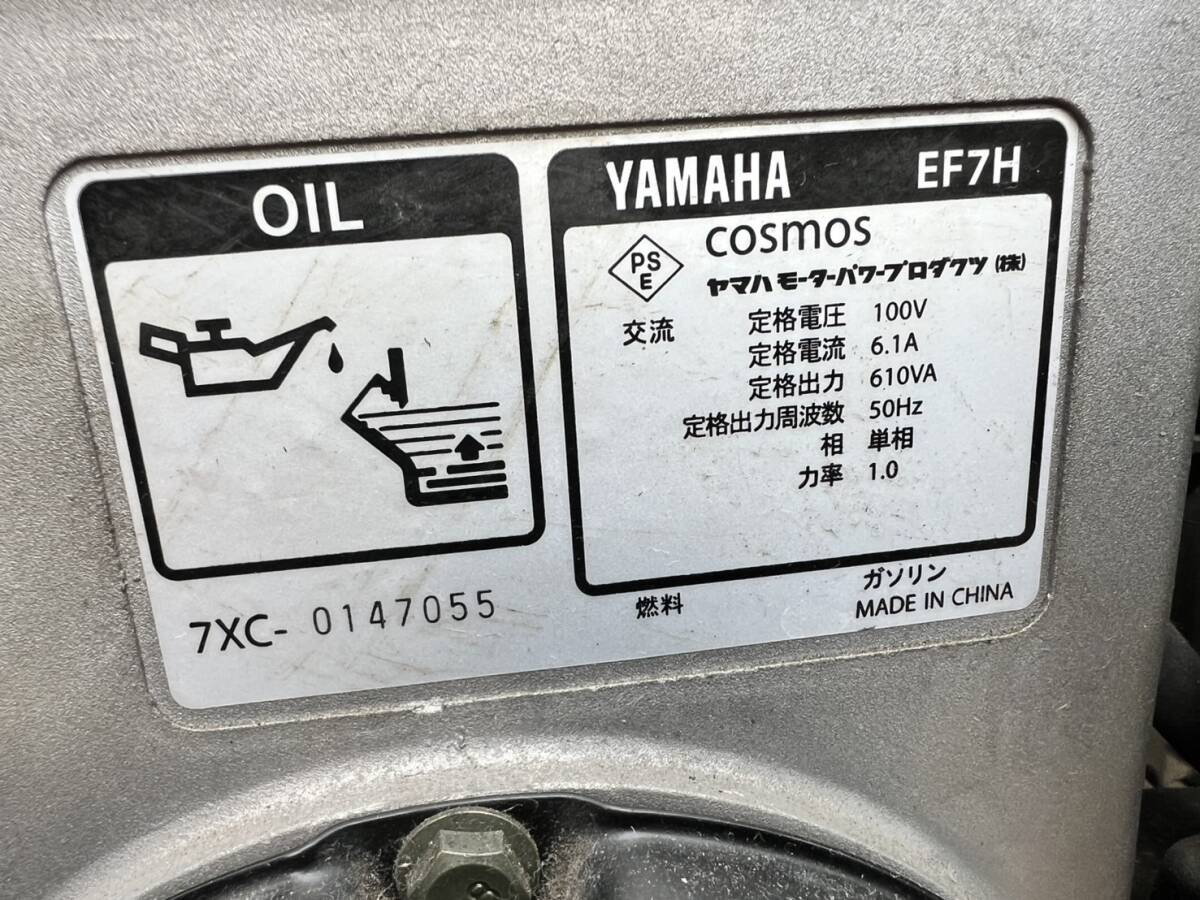 OIL
7XC- 0147055
YAMAHA EF7H
PSE
cosmos
ヤマハ モーターパワープロダクツ(株)
交流
定格電圧 100V
定格電流 6.1A
定格出力 610VA
定格出力周波数 50Hz
相 単相
力率 1.0
燃料 ガソリン
MADE IN CHINA
8